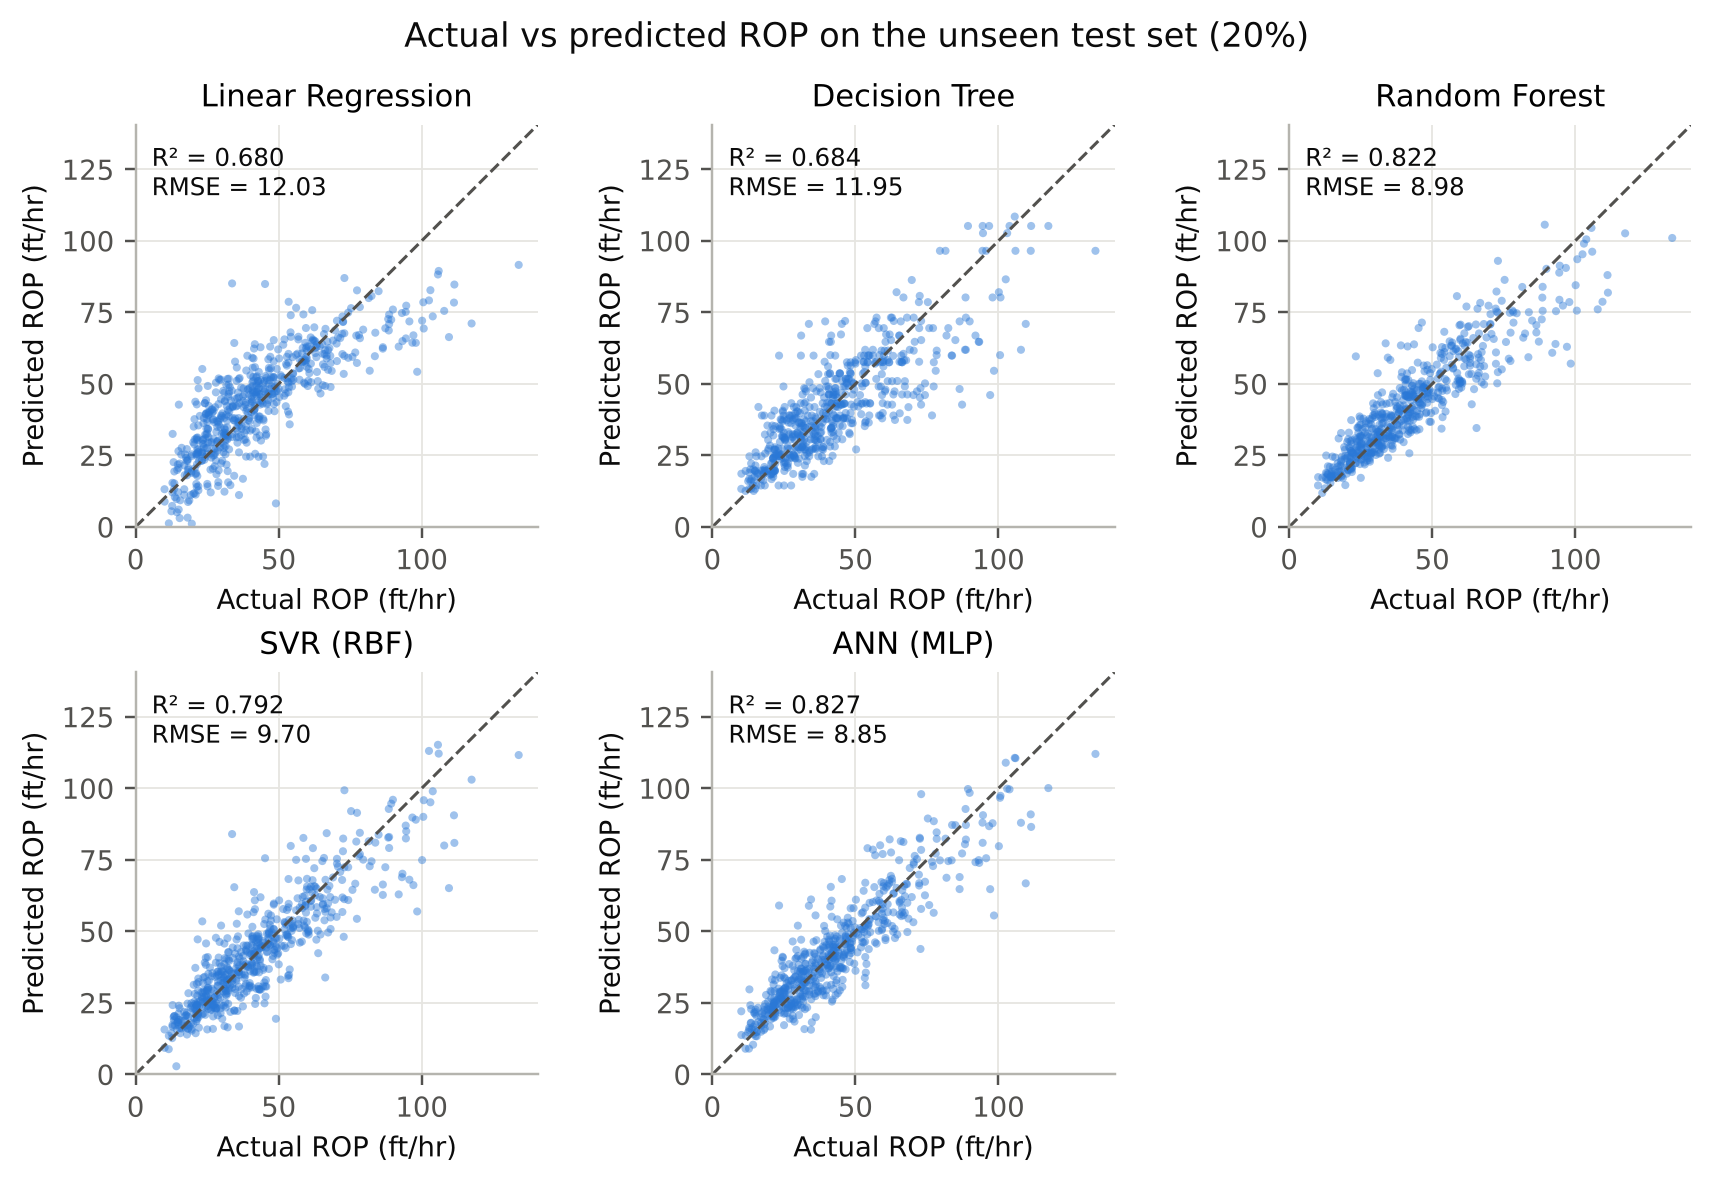 Actual vs predicted ROP on the unseen test set (20%)
Linear Regression
R² = 0.680
RMSE = 12.03
Predicted ROP (ft/hr)
125
100
75
50
25
0
0 50 100
Actual ROP (ft/hr)
Decision Tree
R² = 0.684
RMSE = 11.95
Predicted ROP (ft/hr)
125
100
75
50
25
0
0 50 100
Actual ROP (ft/hr)
Random Forest
R² = 0.822
RMSE = 8.98
Predicted ROP (ft/hr)
125
100
75
50
25
0
0 50 100
Actual ROP (ft/hr)
SVR (RBF)
R² = 0.792
RMSE = 9.70
Predicted ROP (ft/hr)
125
100
75
50
25
0
0 50 100
Actual ROP (ft/hr)
ANN (MLP)
R² = 0.827
RMSE = 8.85
Predicted ROP (ft/hr)
125
100
75
50
25
0
0 50 100
Actual ROP (ft/hr)